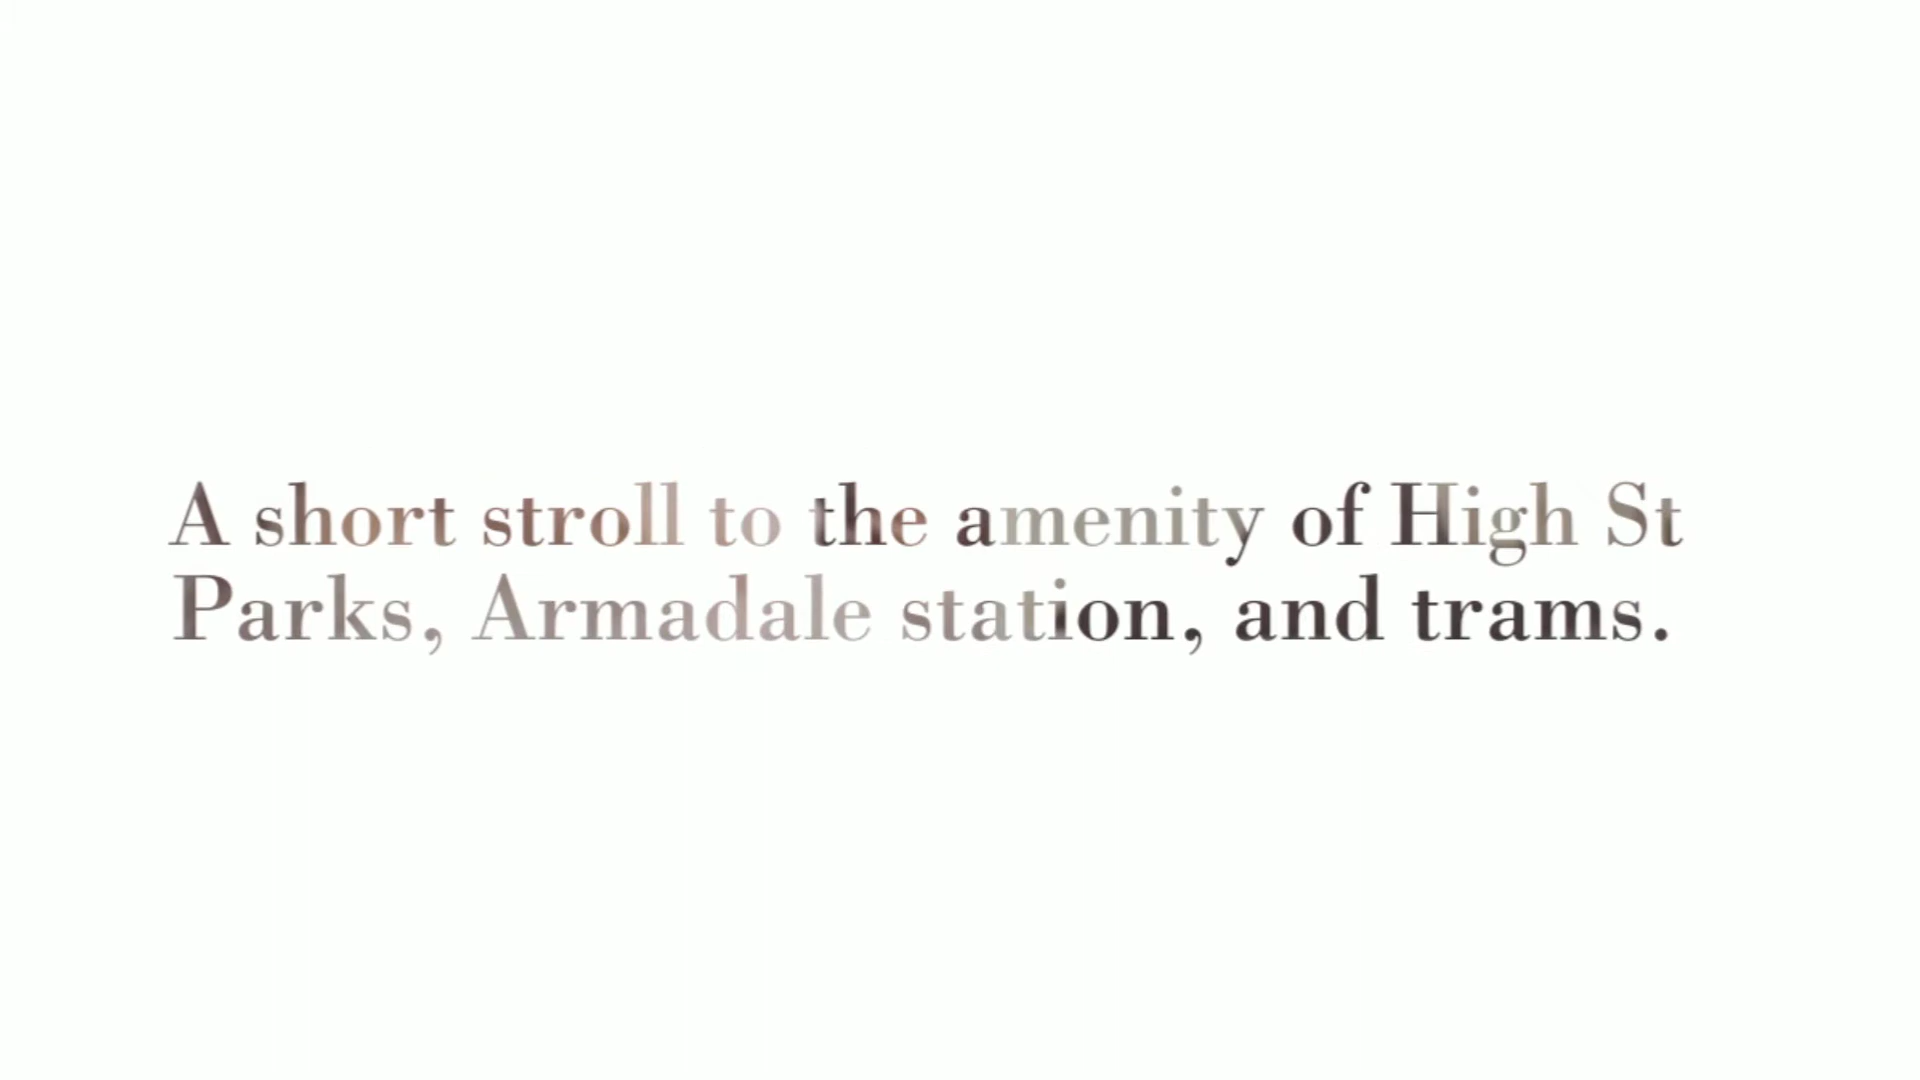 A short stroll to the amenity of High St
Parks, Armadale station, and trams.